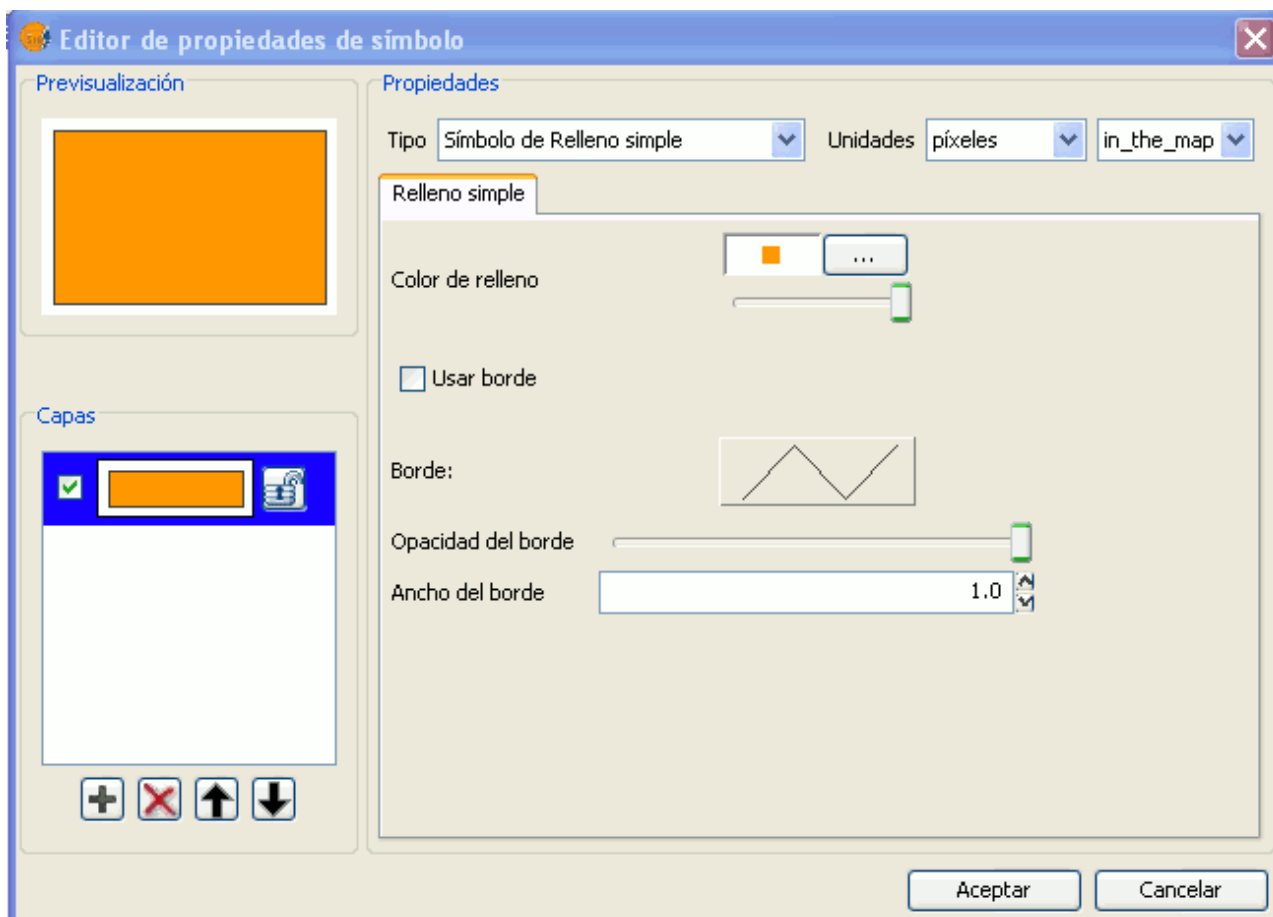 Editor de propiedades de símbolo
Previsualización
Propiedades
Tipo Símbolo de Relleno simple Unidades píxeles in_the_map
Relleno simple
Color de relleno ...
Usar borde
Capas
Borde:
Opacidad del borde
Ancho del borde 1.0
Aceptar Cancelar